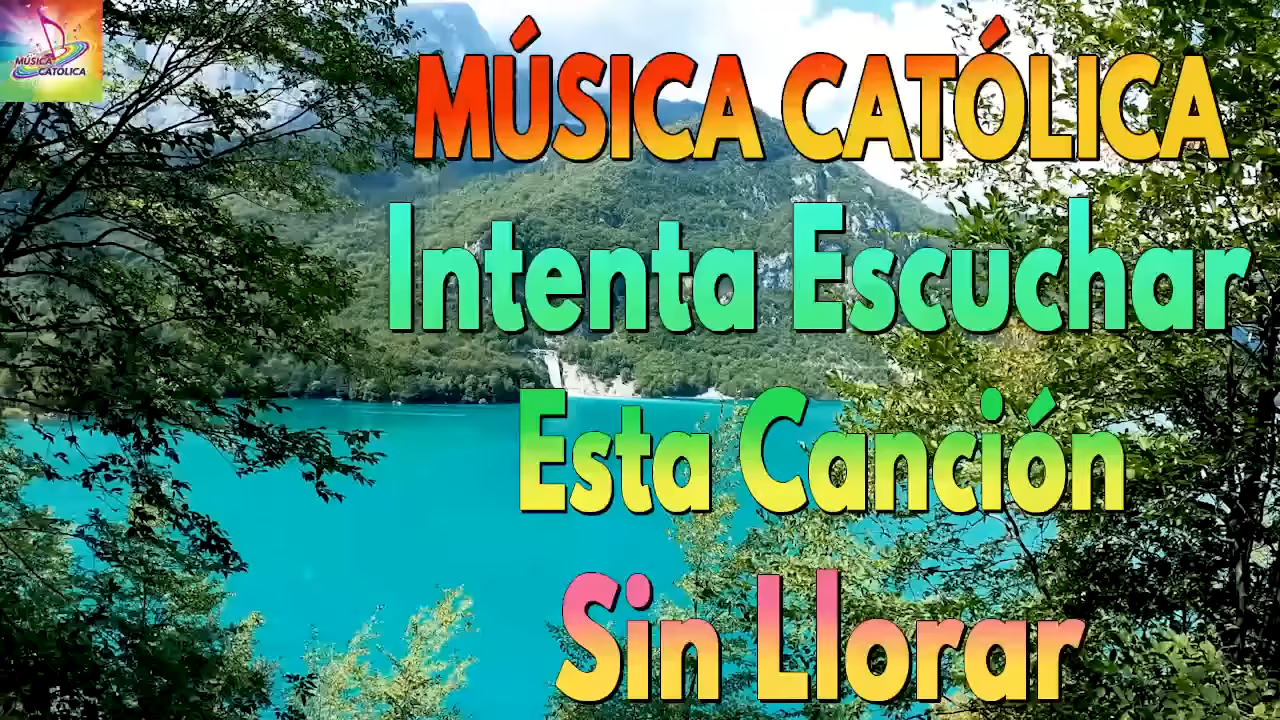 MÚSICA
CATÓLICA
MÚSICA CATÓLICA
Intenta Escuchar
Esta Canción
Sin Llorar